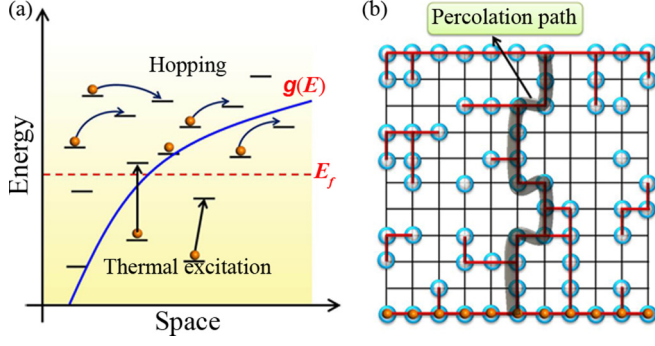 (a)
Energy
Hopping
g(E)
E_f
Thermal excitation
Space
(b)
Percolation path